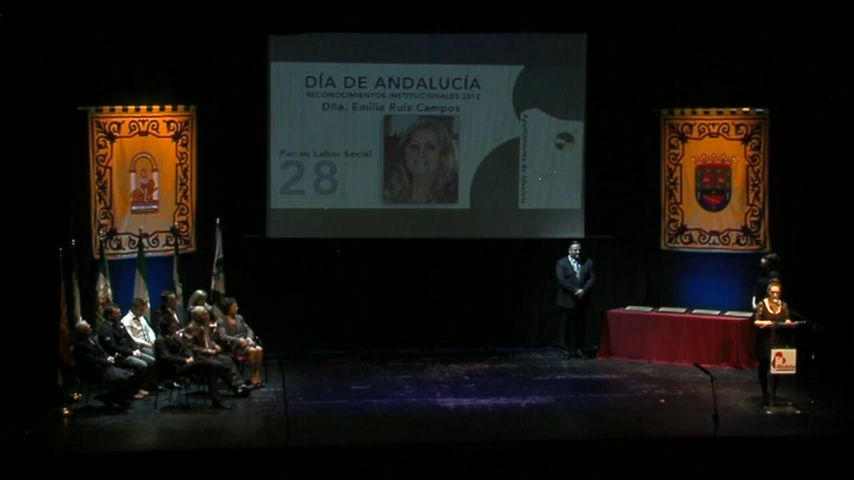 DÍA DE ANDALUCÍA
RECONOCIMIENTOS INSTITUCIONALES 2012
Dña. Emilia Ruiz Campos
Por su Labor Social
28